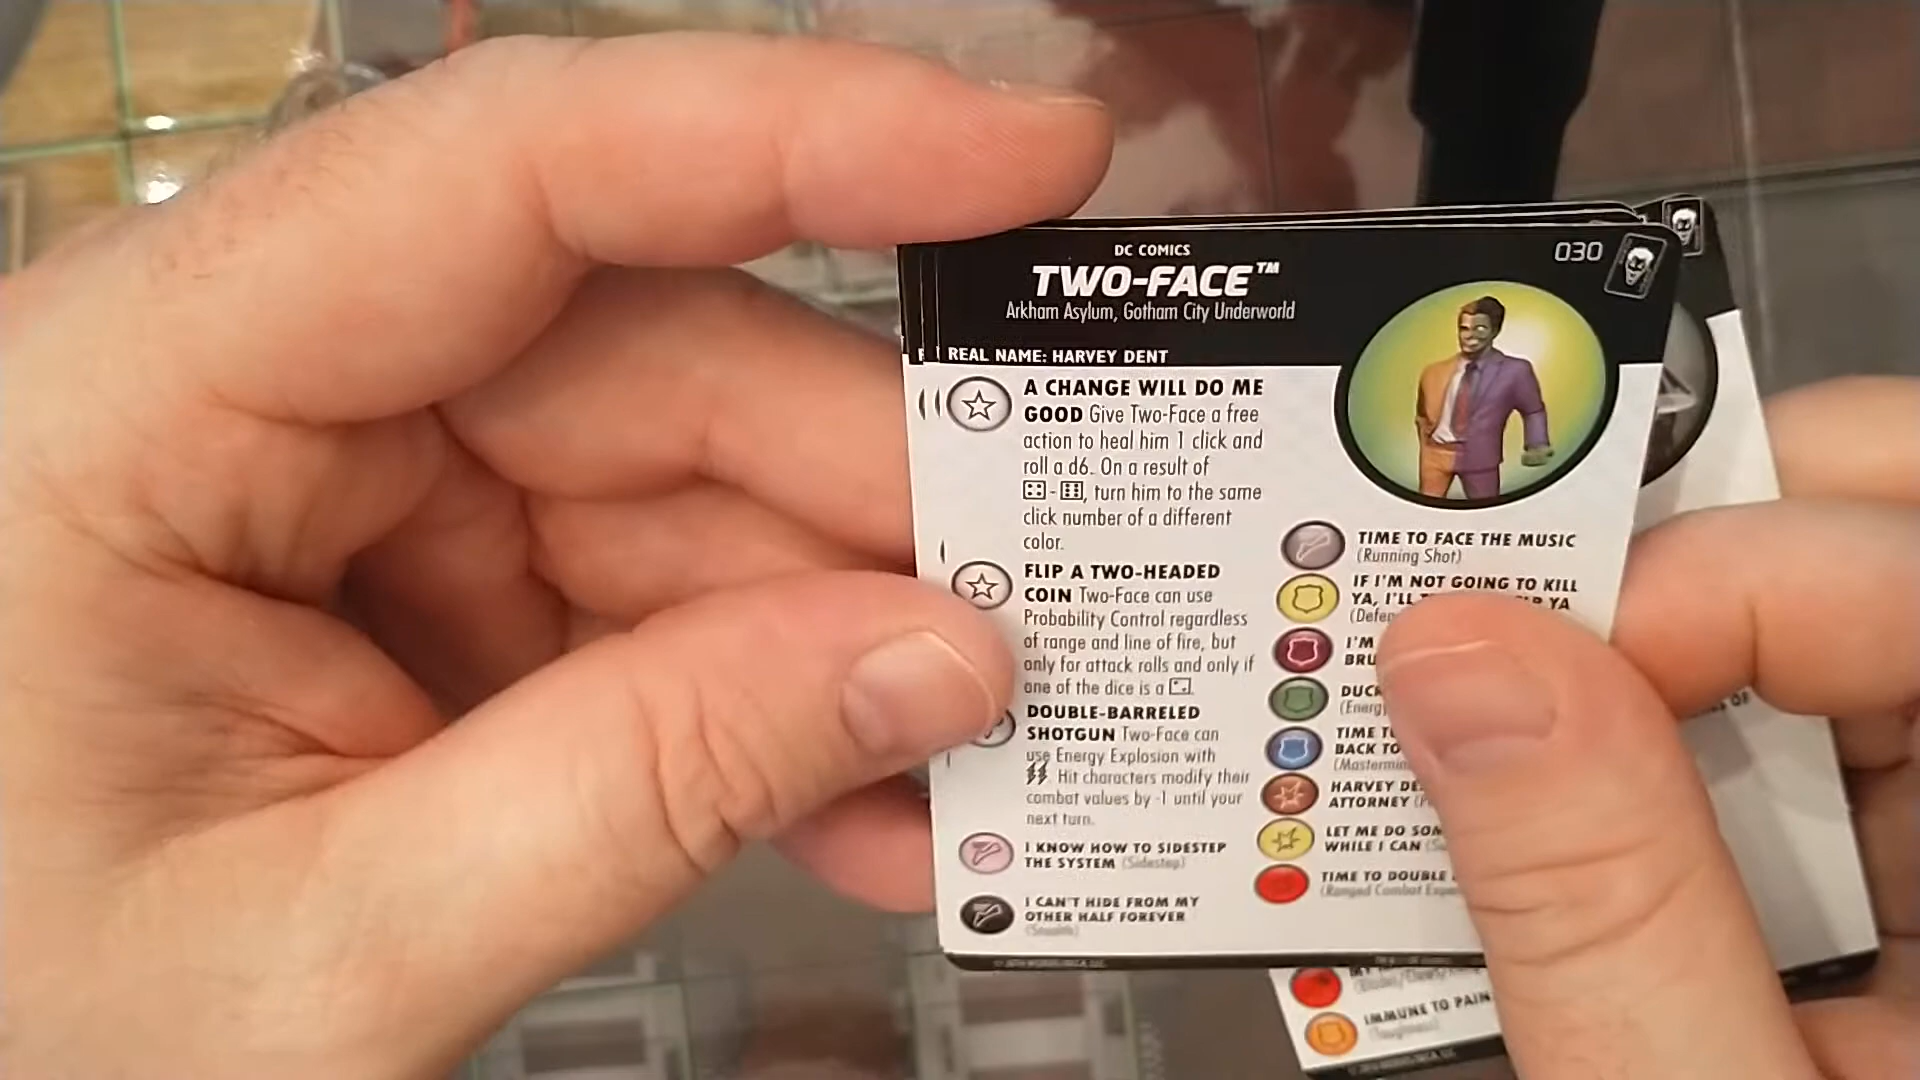 DC COMICS
030
TWO-FACE™
Arkham Asylum, Gotham City Underworld
REAL NAME: HARVEY DENT
A CHANGE WILL DO ME
GOOD Give Two-Face a free
action to heal him 1 click and
roll a d6. On a result of
-, turn him to the same
click number of a different
color.
FLIP A TWO-HEADED
COIN Two-Face can use
Probability Control regardless
of range and line of fire, but
only for attack rolls and only if
one of the dice is a .
DOUBLE-BARRELED
SHOTGUN Two-Face can
use Energy Explosion with
. Hit characters modify their
combat values by -1 until your
next turn.
I KNOW HOW TO SIDESTEP
THE SYSTEM (Sidestep)
I CAN'T HIDE FROM MY
OTHER HALF FOREVER
(Stealth)
TIME TO FACE THE MUSIC
(Running Shot)
IF I'M NOT GOING TO KILL
YA, I'LL YA
I'M
TIME
BACK TO
HARVEY
ATTORNEY
LET ME DO
WHILE I CAN
TIME TO DOUBLE
(Ranged Combat
IMMUNE TO PAIN
(Toughness)